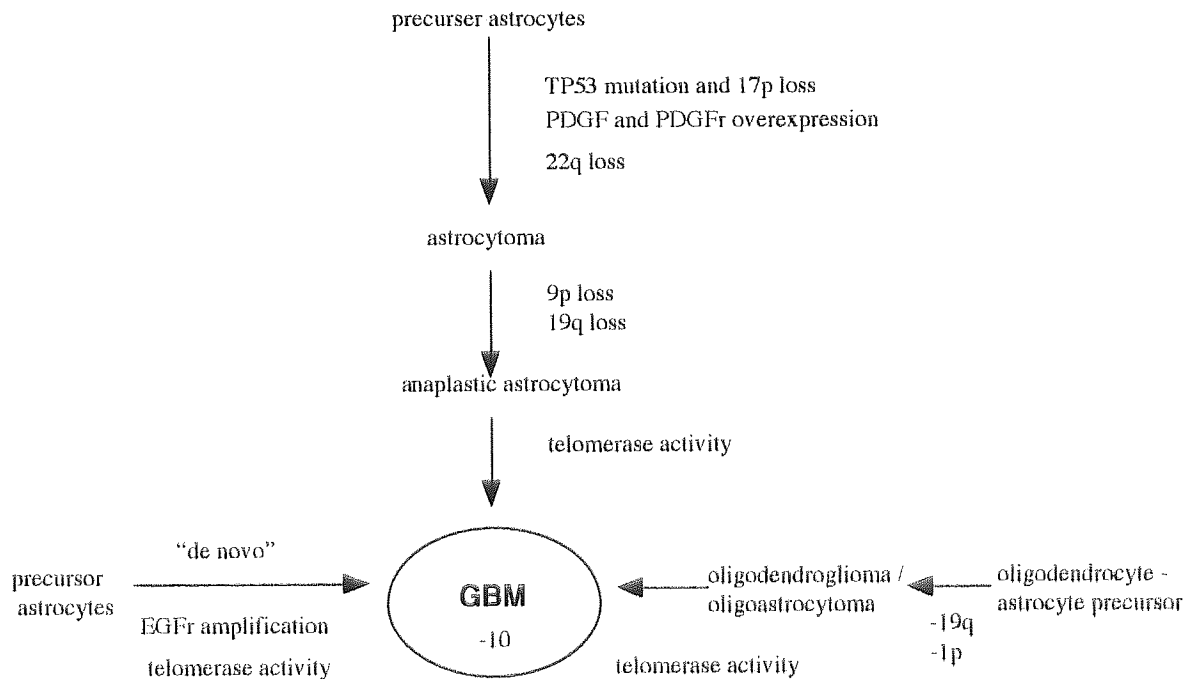 precurser astrocytes
TP53 mutation and 17p loss
PDGF and PDGFr overexpression
22q loss
astrocytoma
9p loss
19q loss
anaplastic astrocytoma
telomerase activity
“de novo”
precursor
astrocytes
EGFr amplification
telomerase activity
GBM
-10
oligodendroglioma /
oligoastrocytoma
telomerase activity
oligodendrocyte -
astrocyte precursor
-19q
-1p